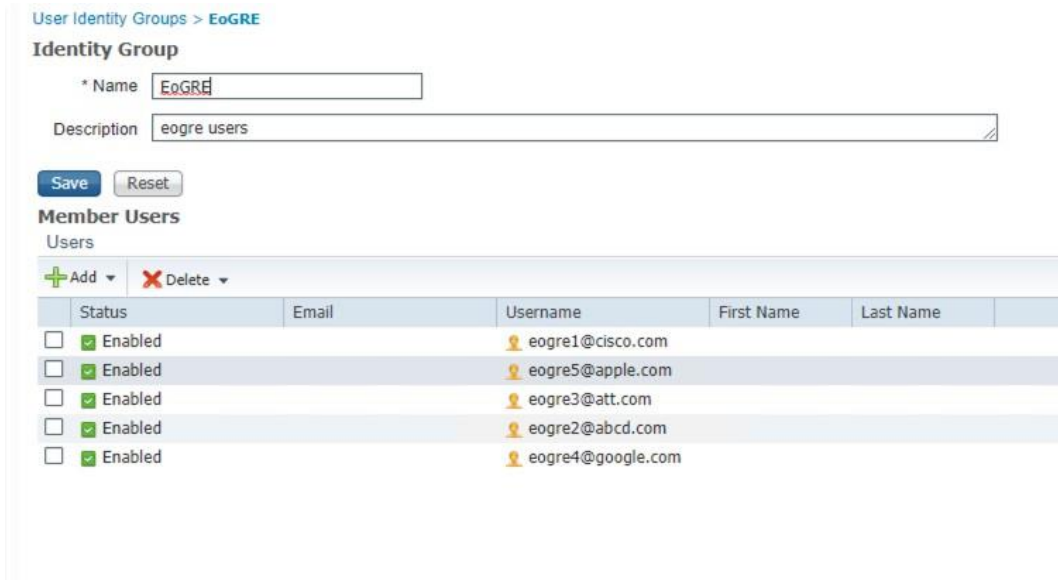 User Identity Groups > EoGRE
Identity Group
* Name EoGRE
Description eogre users
Save Reset
Member Users
Users
Add Delete
Status Email Username First Name Last Name
Enabled eogre1@cisco.com
Enabled eogre5@apple.com
Enabled eogre3@att.com
Enabled eogre2@abcd.com
Enabled eogre4@google.com